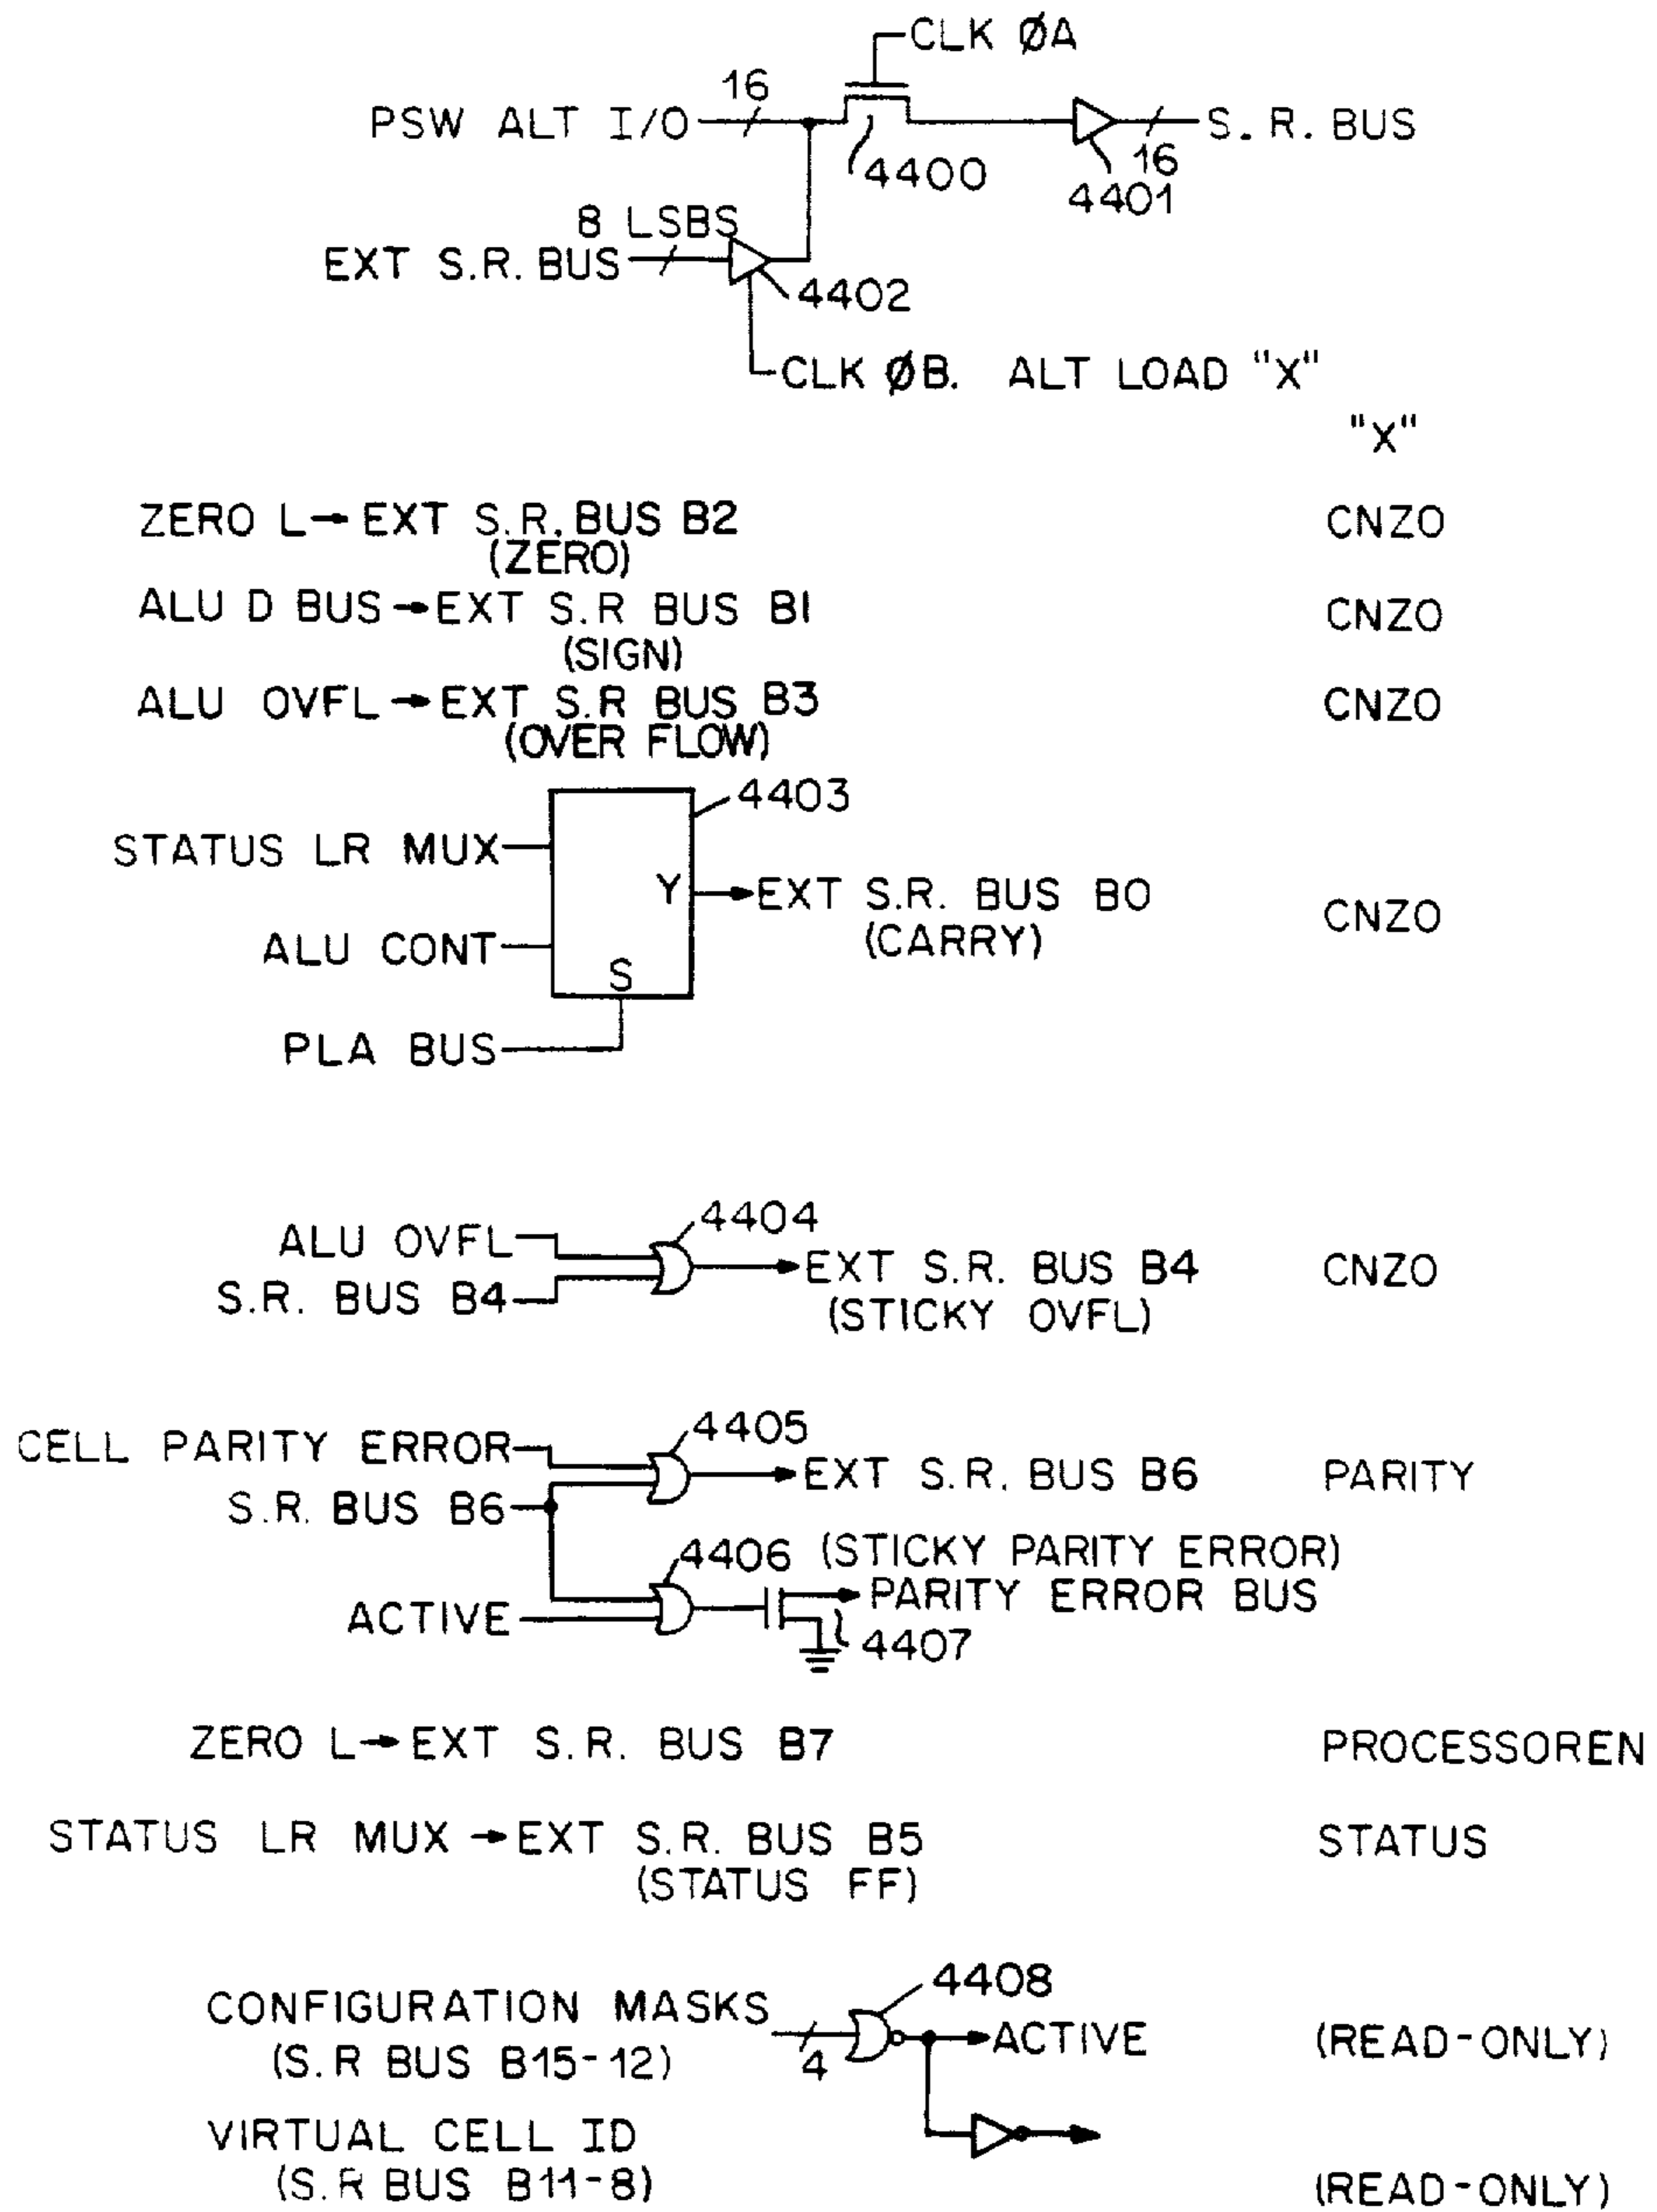 CLK ØA
16
PSW ALT I/O
S. R. BUS
4400
16
4401
8 LSBS
EXT S.R. BUS
4402
CLK ØB. ALT LOAD "X"
"X"
ZERO L→EXT S.R. BUS B2 CNZO
(ZERO)
ALU D BUS→EXT S.R BUS B1 CNZO
(SIGN)
ALU OVFL→EXT S.R BUS B3 CNZO
(OVER FLOW)
4403
STATUS LR MUX
Y
EXT S.R. BUS B0 CNZO
(CARRY)
ALU CONT
S
PLA BUS
4404
ALU OVFL
EXT S.R. BUS B4 CNZO
S.R. BUS B4
(STICKY OVFL)
4405
CELL PARITY ERROR
EXT S.R. BUS B6 PARITY
S.R. BUS B6
4406 (STICKY PARITY ERROR)
PARITY ERROR BUS
ACTIVE
4407
ZERO L→EXT S.R. BUS B7 PROCESSOREN
STATUS LR MUX→EXT S.R. BUS B5 STATUS
(STATUS FF)
4408
CONFIGURATION MASKS
ACTIVE (READ-ONLY)
(S.R BUS B15-12)
4
VIRTUAL CELL ID
(S.R BUS B11-8) (READ-ONLY)